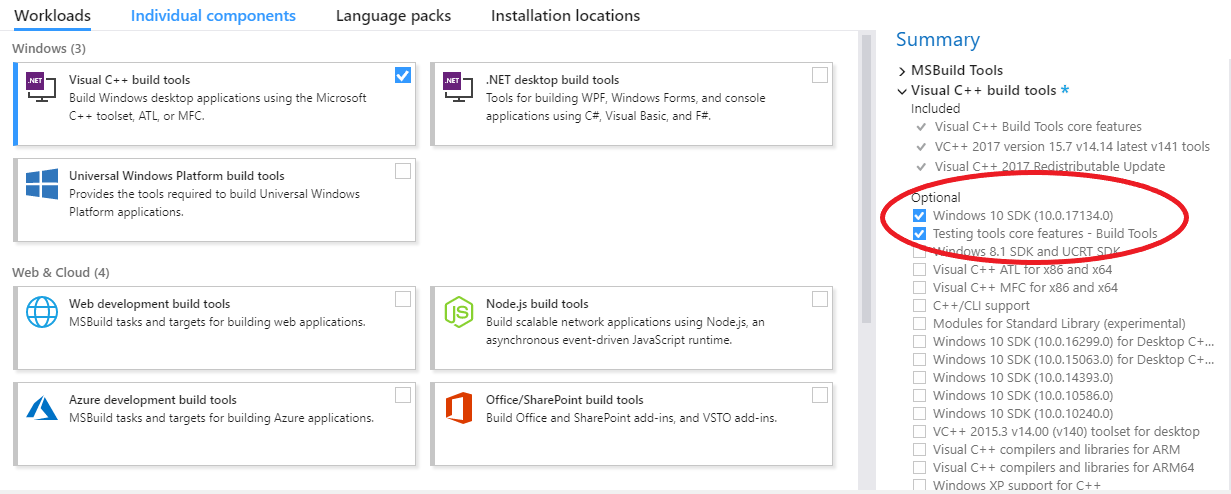 Workloads
Individual components
Language packs
Installation locations
Windows (3)
.NET
Visual C++ build tools
Build Windows desktop applications using the Microsoft
C++ toolset, ATL, or MFC.
.NET
.NET desktop build tools
Tools for building WPF, Windows Forms, and console
applications using C#, Visual Basic, and F#.
Universal Windows Platform build tools
Provides the tools required to build Universal Windows
Platform applications.
Web & Cloud (4)
Web development build tools
MSBuild tasks and targets for building web applications.
JS
Node.js build tools
Build scalable network applications using Node.js, an
asynchronous event-driven JavaScript runtime.
Azure development build tools
MSBuild tasks and targets for building Azure applications.
Office/SharePoint build tools
Build Office and SharePoint add-ins, and VSTO add-ins.
Summary
MSBuild Tools
Visual C++ build tools *
Included
Visual C++ Build Tools core features
VC++ 2017 version 15.7 v14.14 latest v141 tools
Visual C++ 2017 Redistributable Update
Optional
Windows 10 SDK (10.0.17134.0)
Testing tools core features - Build Tools
Windows 8.1 SDK and UCRT SDK
Visual C++ ATL for x86 and x64
Visual C++ MFC for x86 and x64
C++/CLI support
Modules for Standard Library (experimental)
Windows 10 SDK (10.0.16299.0) for Desktop C+...
Windows 10 SDK (10.0.15063.0) for Desktop C+...
Windows 10 SDK (10.0.14393.0)
Windows 10 SDK (10.0.10586.0)
Windows 10 SDK (10.0.10240.0)
VC++ 2015.3 v14.00 (v140) toolset for desktop
Visual C++ compilers and libraries for ARM
Visual C++ compilers and libraries for ARM64
Windows XP support for C++